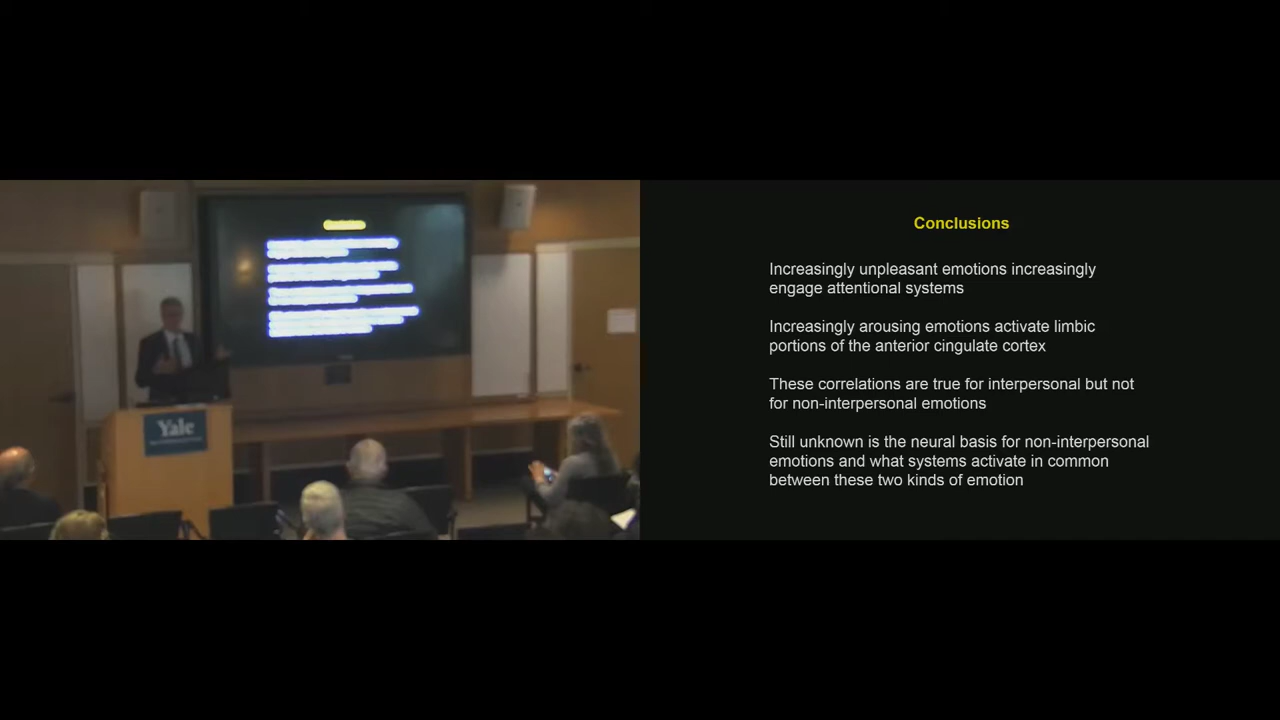 Yale
Conclusions
Increasingly unpleasant emotions increasingly
engage attentional systems
Increasingly arousing emotions activate limbic
portions of the anterior cingulate cortex
These correlations are true for interpersonal but not
for non-interpersonal emotions
Still unknown is the neural basis for non-interpersonal
emotions and what systems activate in common
between these two kinds of emotion